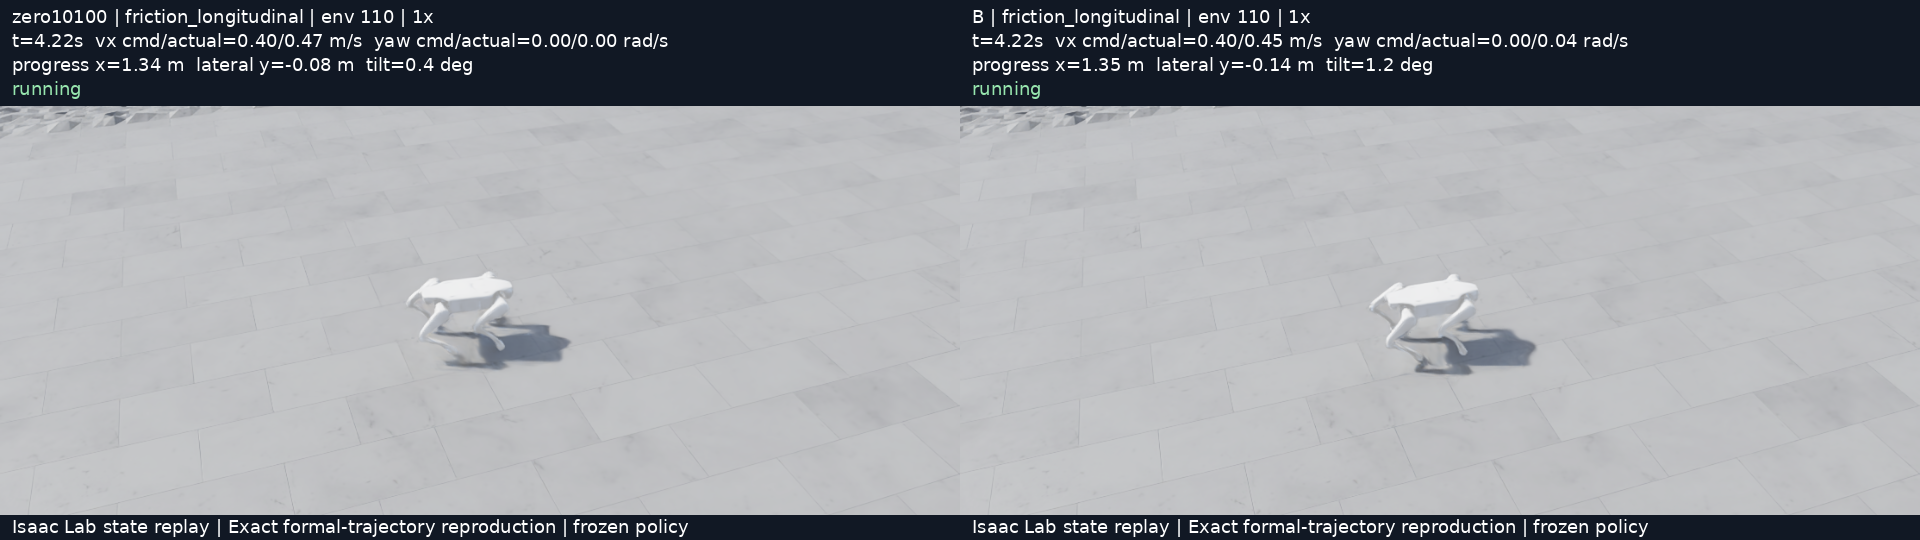 zero10100 | friction_longitudinal | env 110 | 1x
t=4.22s  vx cmd/actual=0.40/0.47 m/s  yaw cmd/actual=0.00/0.00 rad/s
progress x=1.34 m  lateral y=-0.08 m  tilt=0.4 deg
running
B | friction_longitudinal | env 110 | 1x
t=4.22s  vx cmd/actual=0.40/0.45 m/s  yaw cmd/actual=0.00/0.04 rad/s
progress x=1.35 m  lateral y=-0.14 m  tilt=1.2 deg
running
Isaac Lab state replay | Exact formal-trajectory reproduction | frozen policy
Isaac Lab state replay | Exact formal-trajectory reproduction | frozen policy